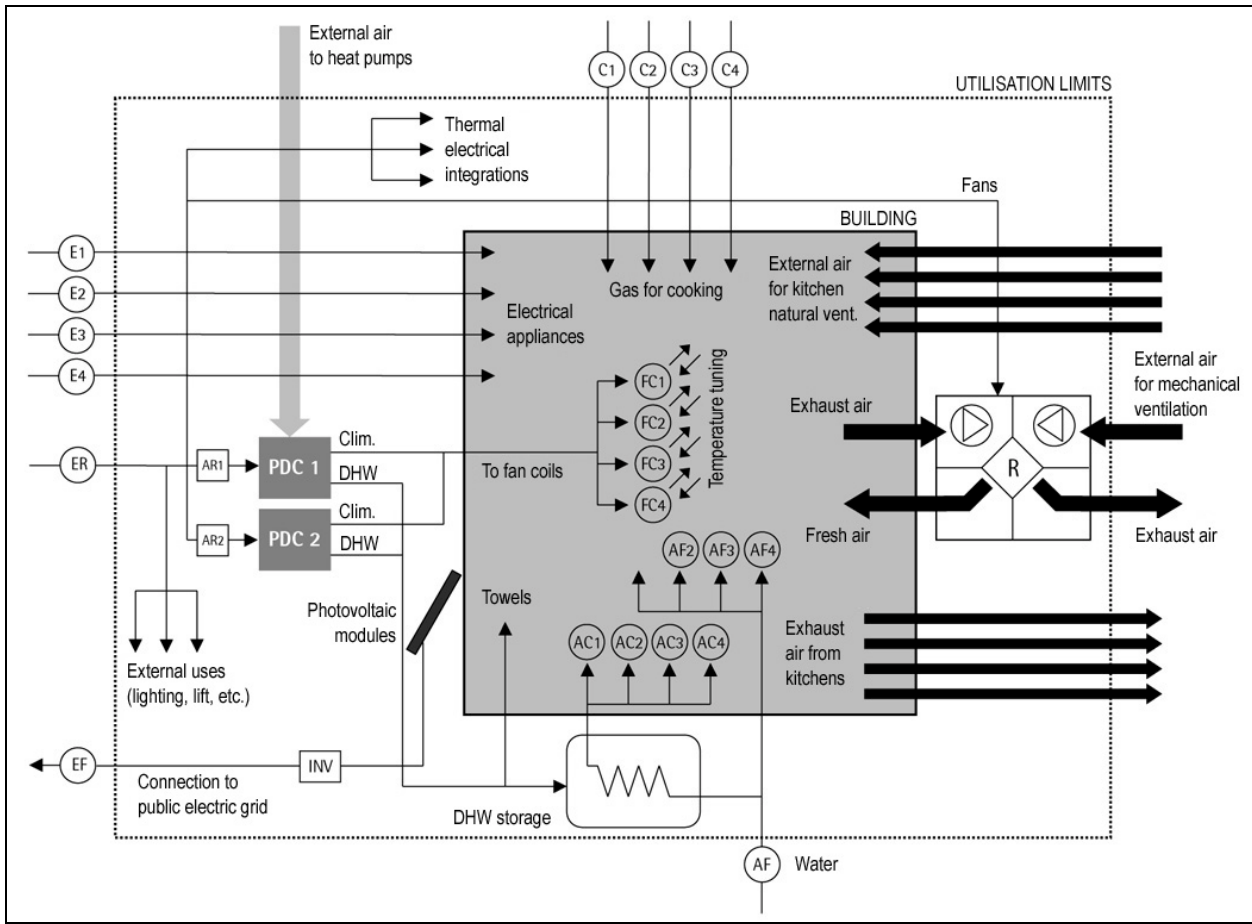 External air
to heat pumps
C1
C2
C3
C4
UTILISATION LIMITS
Thermal
electrical
integrations
Fans
BUILDING
E1
E2
E3
E4
Electrical
appliances
Gas for cooking
External air
for kitchen
natural vent.
External air
for mechanical
ventilation
Exhaust air
FC1
FC2
FC3
FC4
Temperature tuning
ER
AR1
PDC 1
Clim.
DHW
To fan coils
R
AR2
PDC 2
Clim.
DHW
Fresh air
Exhaust air
AF2
AF3
AF4
Photovoltaic
modules
Towels
AC1
AC2
AC3
AC4
Exhaust
air from
kitchens
External uses
(lighting, lift, etc.)
EF
INV
Connection to
public electric grid
DHW storage
AF
Water